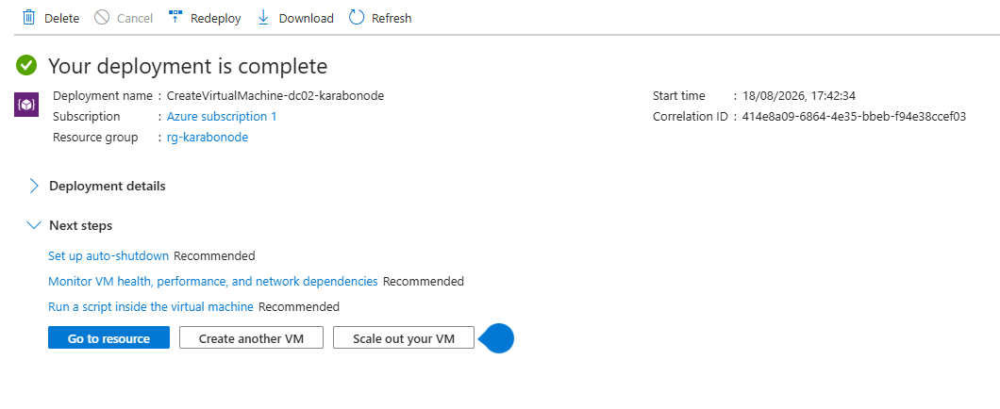 Delete Cancel Redeploy Download Refresh
Your deployment is complete
Deployment name : CreateVirtualMachine-dc02-karabonode Start time : 18/08/2026, 17:42:34
Subscription : Azure subscription 1 Correlation ID : 414e8a09-6864-4e35-bbeb-f94e38ccef03
Resource group : rg-karabonode
Deployment details
Next steps
Set up auto-shutdown Recommended
Monitor VM health, performance, and network dependencies Recommended
Run a script inside the virtual machine Recommended
Go to resource Create another VM Scale out your VM